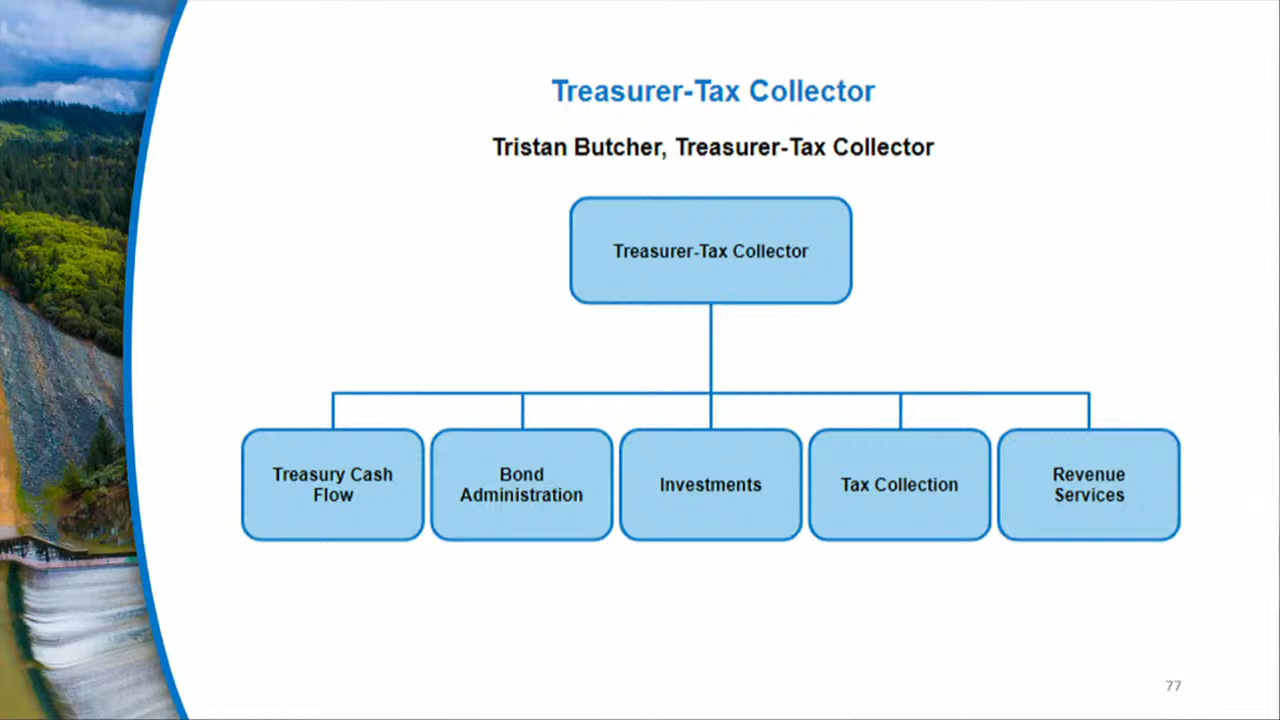 Treasurer-Tax Collector
Tristan Butcher, Treasurer-Tax Collector
Treasurer-Tax Collector
Treasury Cash
Flow
Bond
Administration
Investments
Tax Collection
Revenue
Services
77